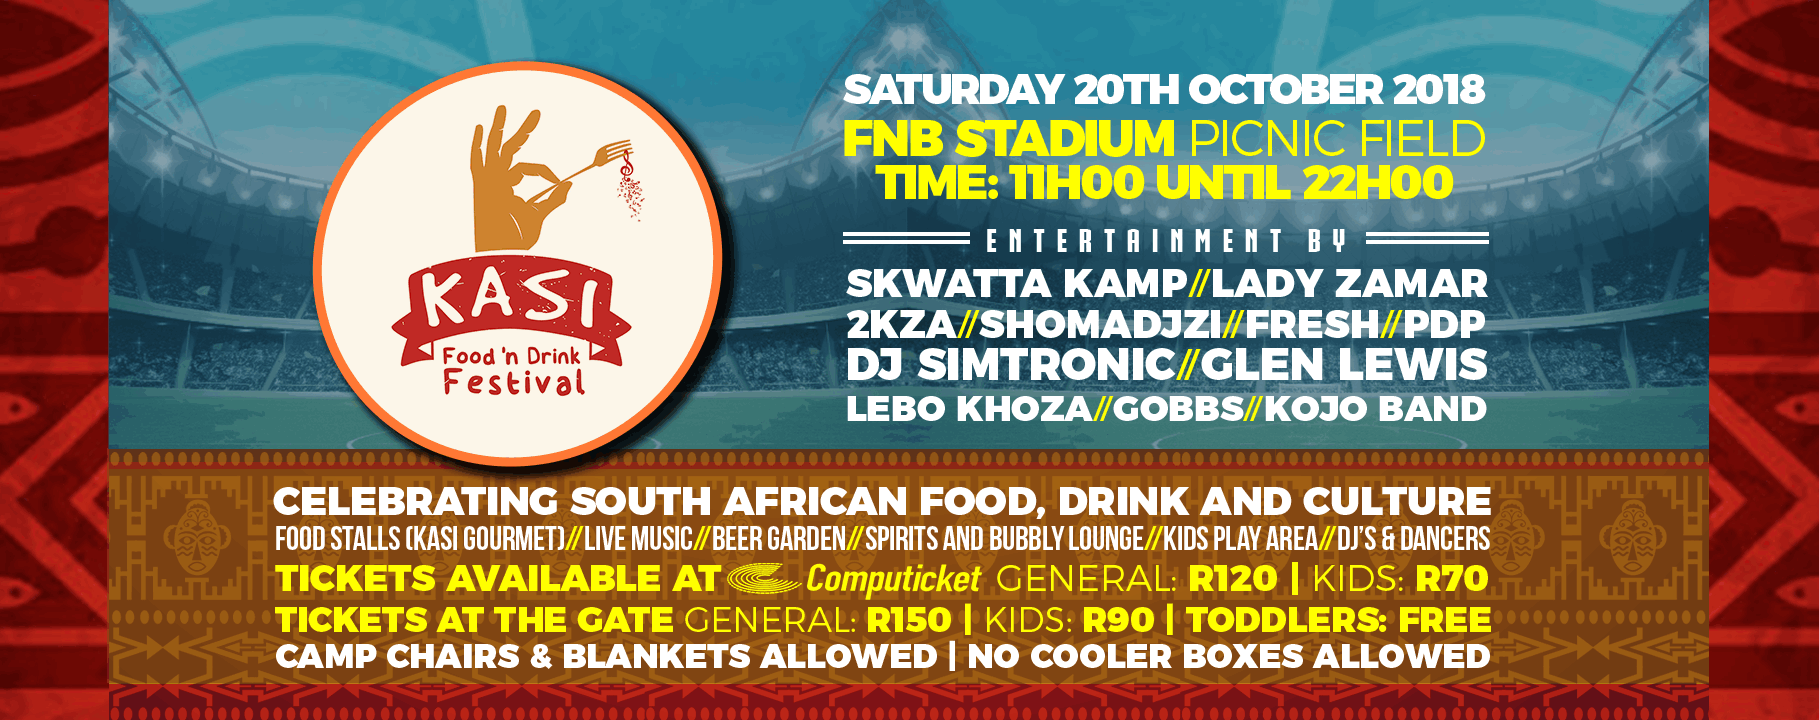 KASI
Food 'n Drink
Festival
SATURDAY 20TH OCTOBER 2018
FNB STADIUM PICNIC FIELD
TIME: 11H00 UNTIL 22H00
ENTERTAINMENT BY
SKWATTA KAMP//LADY ZAMAR
2KZA//SHOMADJZI//FRESH//PDP
DJ SIMTRONIC//GLEN LEWIS
LEBO KHOZA//GOBBS//KOJO BAND
CELEBRATING SOUTH AFRICAN FOOD, DRINK AND CULTURE
FOOD STALLS (KASI GOURMET)//LIVE MUSIC//BEER GARDEN//SPIRITS AND BUBBLY LOUNGE//KIDS PLAY AREA//DJ'S & DANCERS
TICKETS AVAILABLE AT Computicket GENERAL: R120 | KIDS: R70
TICKETS AT THE GATE GENERAL: R150 | KIDS: R90 | TODDLERS: FREE
CAMP CHAIRS & BLANKETS ALLOWED | NO COOLER BOXES ALLOWED